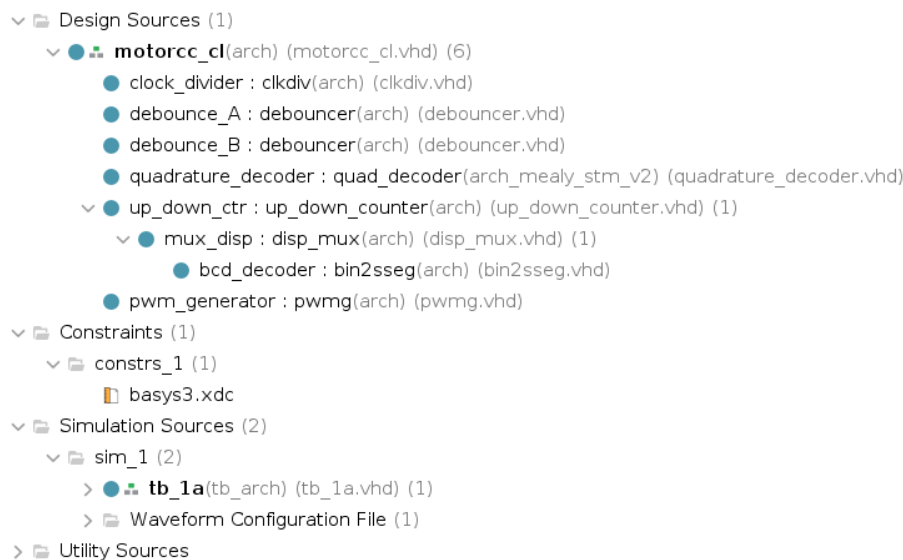 Design Sources (1)
motorcc_cl(arch) (motorcc_cl.vhd) (6)
clock_divider : clkdiv(arch) (clkdiv.vhd)
debounce_A : debouncer(arch) (debouncer.vhd)
debounce_B : debouncer(arch) (debouncer.vhd)
quadrature_decoder : quad_decoder(arch_mealy_stm_v2) (quadrature_decoder.vhd)
up_down_ctr : up_down_counter(arch) (up_down_counter.vhd) (1)
mux_disp : disp_mux(arch) (disp_mux.vhd) (1)
bcd_decoder : bin2sseg(arch) (bin2sseg.vhd)
pwm_generator : pwmg(arch) (pwmg.vhd)
Constraints (1)
constrs_1 (1)
basys3.xdc
Simulation Sources (2)
sim_1 (2)
tb_1a(tb_arch) (tb_1a.vhd) (1)
Waveform Configuration File (1)
Utility Sources